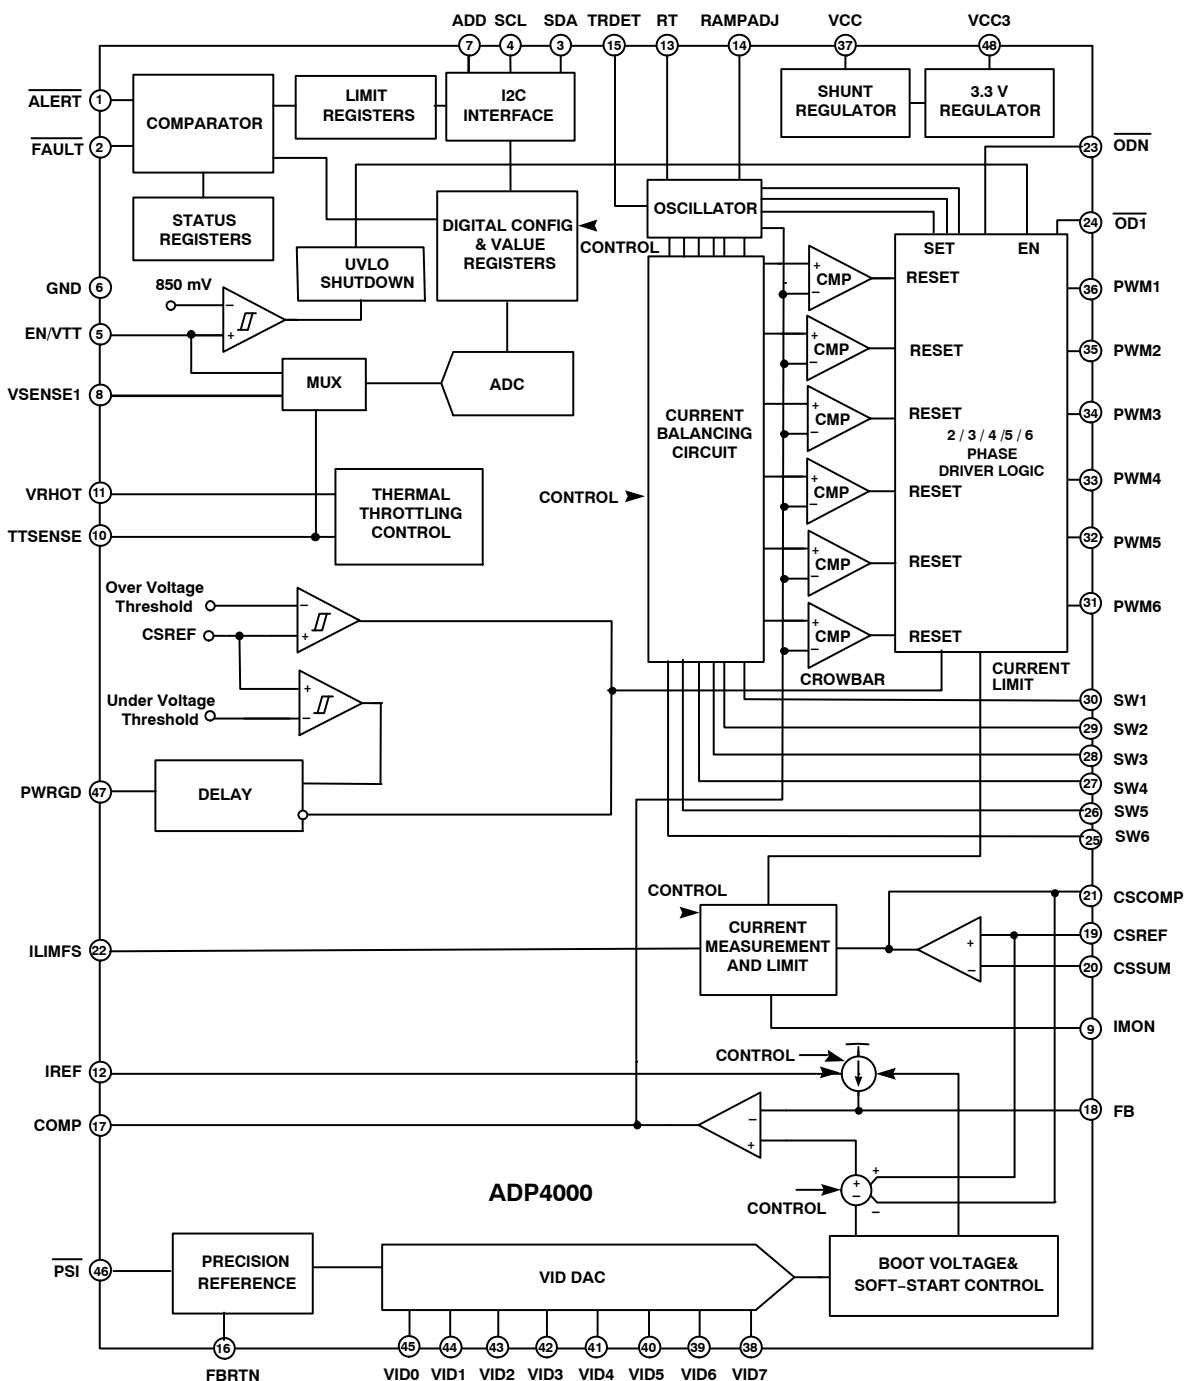 ADD SCL SDA TRDET RT RAMPADJ VCC VCC3
7 4 3 15 13 14 37 48
ALERT 1
FAULT 2
COMPARATOR
LIMIT
REGISTERS
I2C
INTERFACE
SHUNT
REGULATOR
3.3 V
REGULATOR
23 ODN
24 OD1
STATUS
REGISTERS
DIGITAL CONFIG
& VALUE
REGISTERS
CONTROL
OSCILLATOR
SET EN
UVLO
SHUTDOWN
GND 6
850 mV
−
+
EN/VTT 5
VSENSE1 8
MUX
ADC
CURRENT
BALANCING
CIRCUIT
CONTROL
+
−
CMP
RESET
+
−
CMP
RESET
+
−
CMP
RESET
+
−
CMP
RESET
+
−
CMP
RESET
+
−
CMP
RESET
2 / 3 / 4 /5 / 6
PHASE
DRIVER LOGIC
36 PWM1
35 PWM2
34 PWM3
33 PWM4
32 PWM5
31 PWM6
VRHOT 11
TTSENSE 10
THERMAL
THROTTLING
CONTROL
Over Voltage
Threshold
CSREF
−
+
Under Voltage
Threshold
+
−
CROWBAR
CURRENT
LIMIT
30 SW1
29 SW2
28 SW3
27 SW4
26 SW5
25 SW6
PWRGD 47
DELAY
CONTROL
CURRENT
MEASUREMENT
AND LIMIT
ILIMFS 22
+
−
21 CSCOMP
19 CSREF
20 CSSUM
9 IMON
CONTROL
IREF 12
COMP 17
−
+
18 FB
ADP4000
CONTROL
+
−
+
−
PSI 46
PRECISION
REFERENCE
VID DAC
BOOT VOLTAGE&
SOFT−START CONTROL
16 45 44 43 42 41 40 39 38
FBRTN VID0 VID1 VID2 VID3 VID4 VID5 VID6 VID7